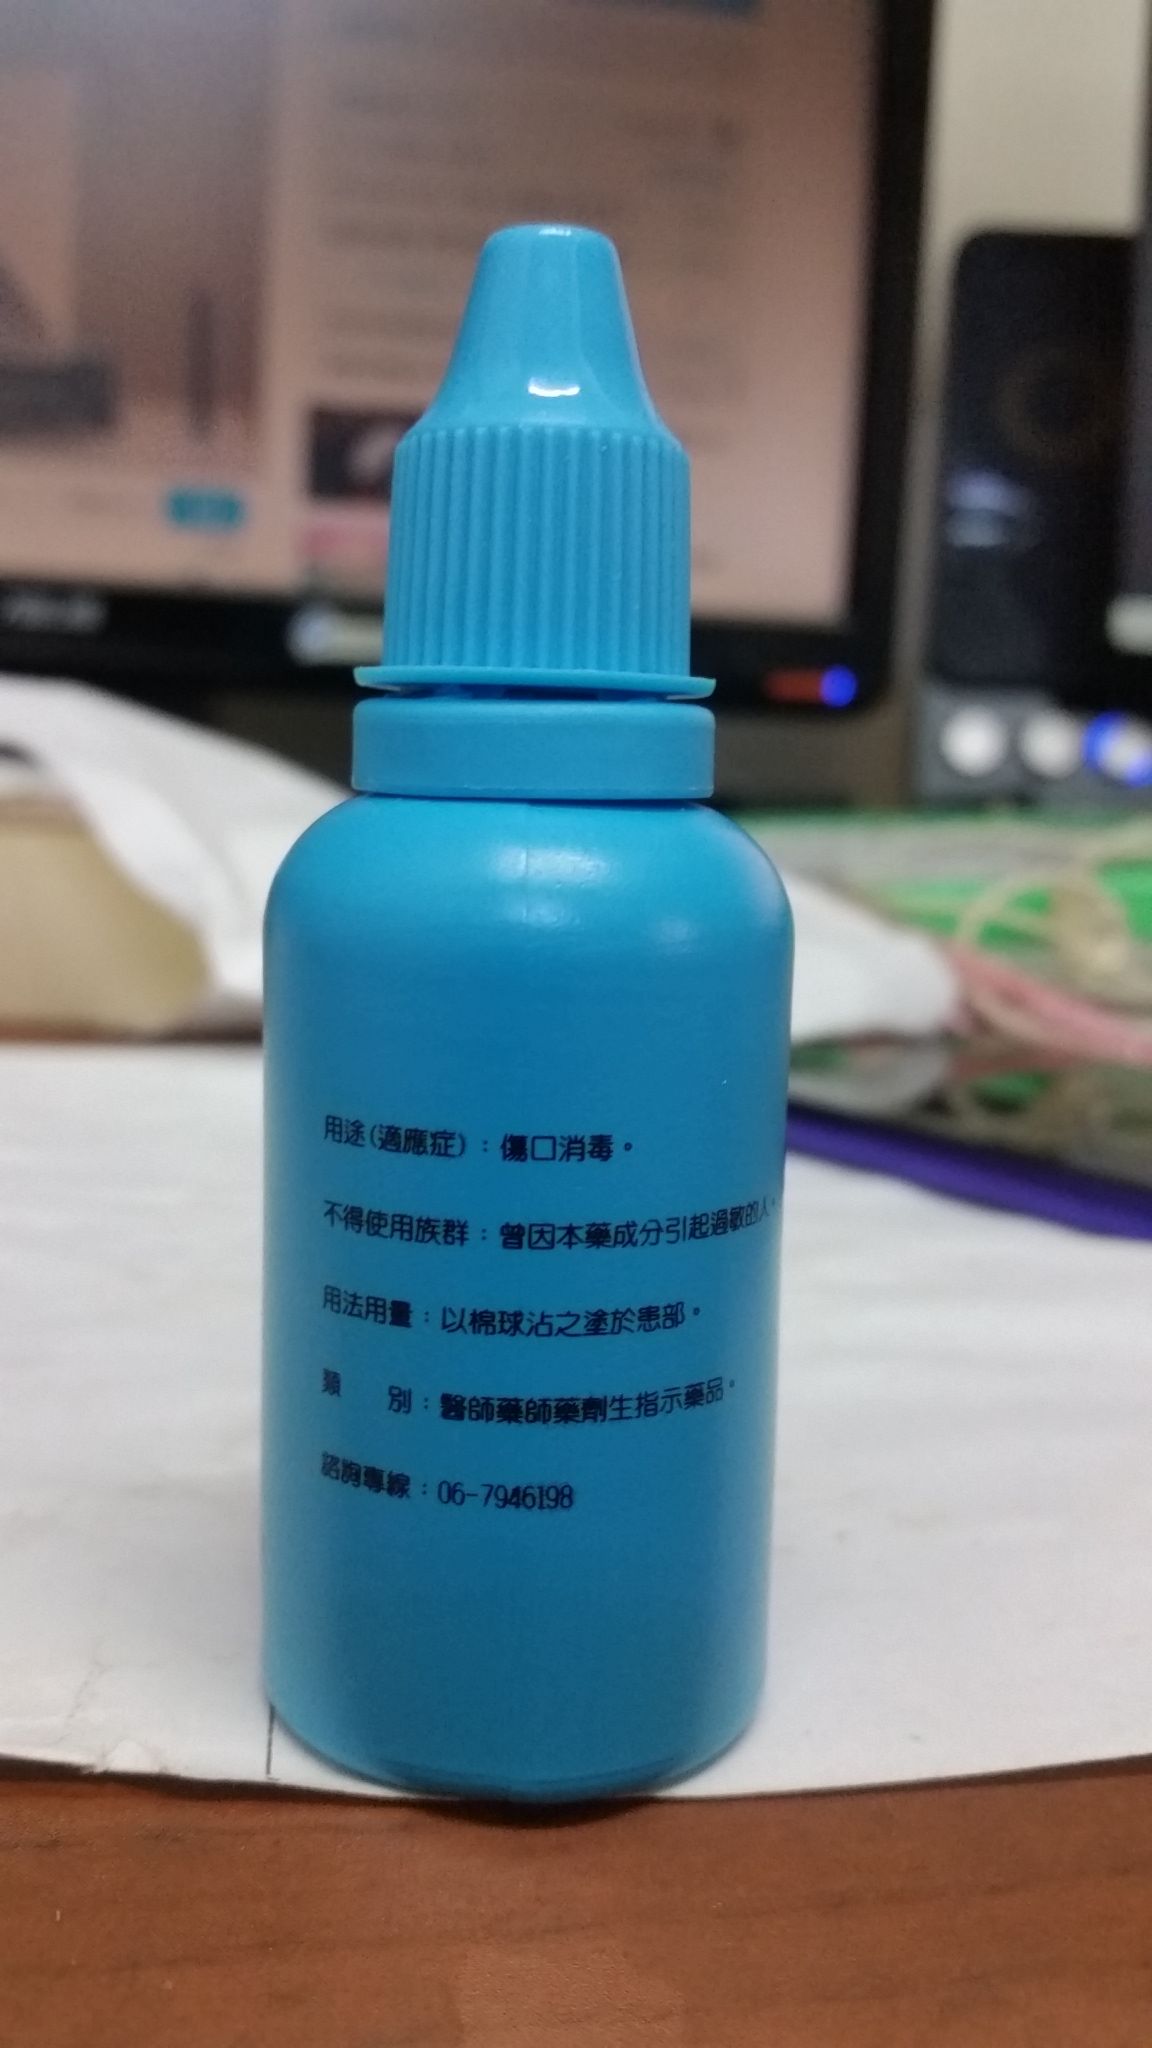 用途(適應症)：傷口消毒。
不得使用族群：曾因本藥成分引起過敏的人。
用法用量：以棉球沾之塗於患部。
類　別：醫師藥師藥劑生指示藥品。
諮詢專線：06-7946198